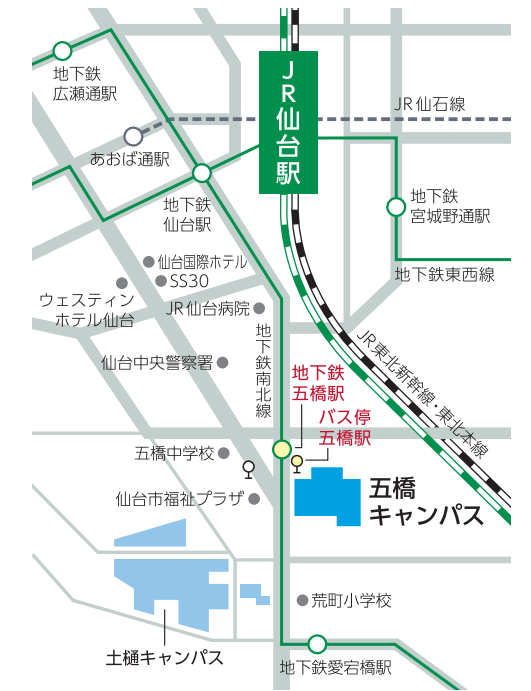 地下鉄
広瀬通駅
JR仙台駅
JR仙石線
あおば通駅
地下鉄
仙台駅
地下鉄
宮城野通駅
仙台国際ホテル
SS30
地下鉄東西線
ウェスティン
ホテル仙台
JR仙台病院
地下鉄南北線
JR東北新幹線・東北本線
仙台中央警察署
地下鉄
五橋駅
バス停
五橋駅
五橋中学校
五橋
キャンパス
仙台市福祉プラザ
荒町小学校
土樋キャンパス
地下鉄愛宕橋駅